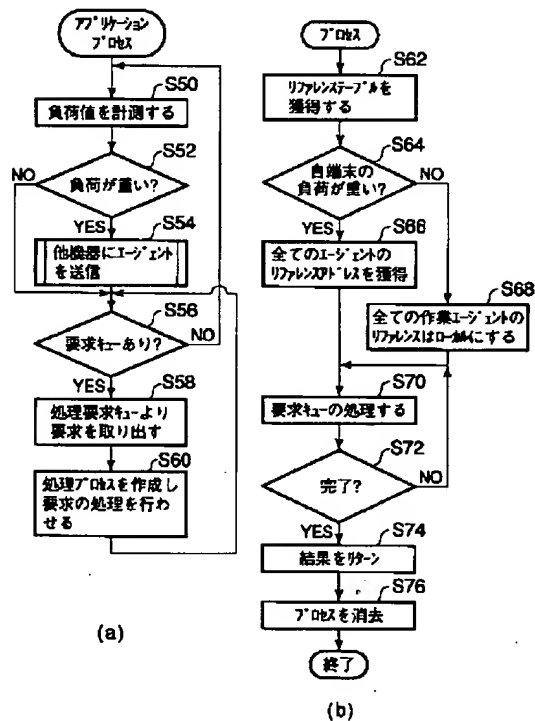 アプリケーション
プロセス
S50
負荷値を計測する
S52
負荷が重い?
NO
YES
S54
他機器にエージェント
を送信
S56
要求キューあり?
NO
YES
S58
処理要求キューより
要求を取り出す
S60
処理プロセスを作成し
要求の処理を行わ
せる
(a)
プロセス
S62
リファレンステーブルを
獲得する
S64
自端末の
負荷が重い?
NO
YES
S66
全てのエージェントの
リファレンスアドレスを獲得
S68
全ての作業エージェントの
リファレンスはローカルにする
S70
要求キューの処理する
S72
完了?
NO
YES
S74
結果をリターン
S76
プロセスを消去
終了
(b)